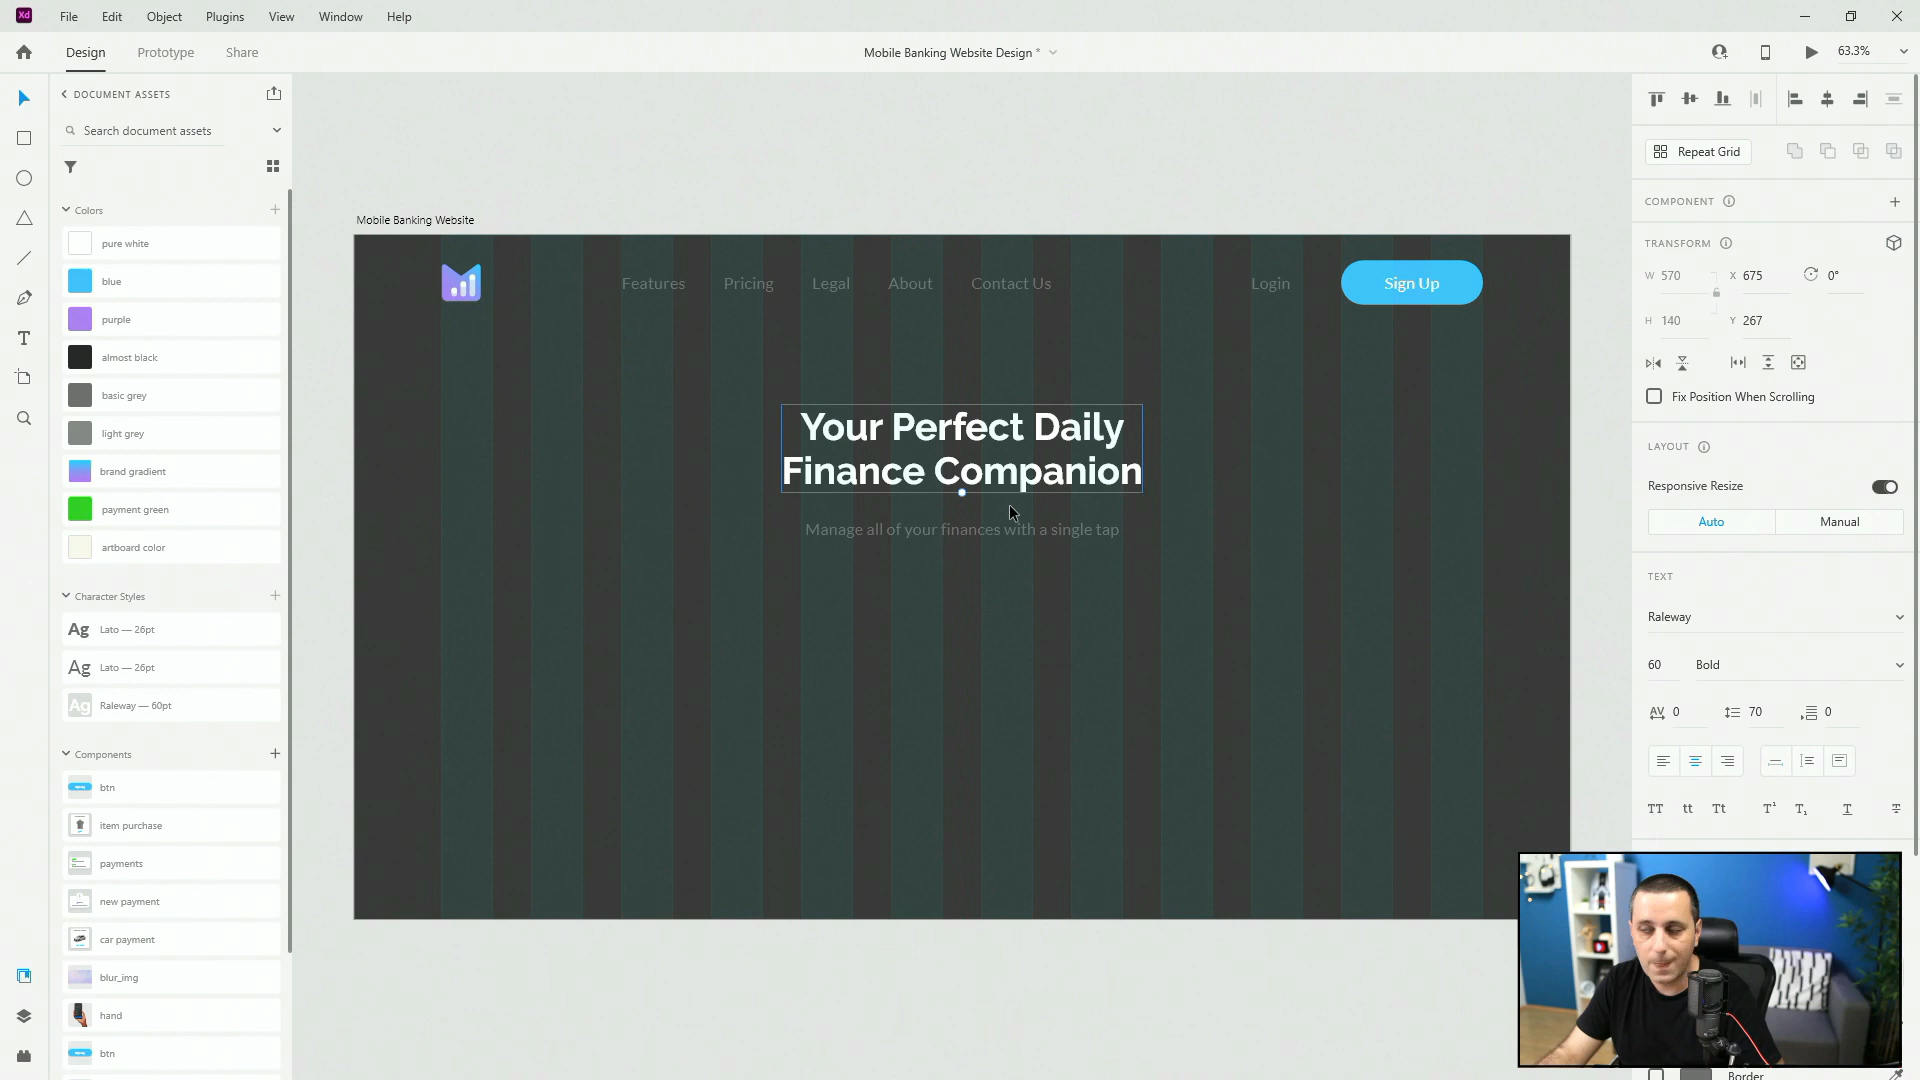 Xd
File Edit Object Plugins View Window Help
Design Prototype Share
Mobile Banking Website Design *
63.3%
DOCUMENT ASSETS
Search document assets
Colors
pure white
blue
purple
almost black
basic grey
light grey
brand gradient
payment green
artboard color
Character Styles
Ag Lato — 26pt
Ag Lato — 26pt
Ag Raleway — 60pt
Components
btn
item purchase
payments
new payment
car payment
blur_img
hand
btn
Mobile Banking Website
Features Pricing Legal About Contact Us Login Sign Up
Your Perfect Daily
Finance Companion
Manage all of your finances with a single tap
Repeat Grid
COMPONENT
TRANSFORM
W 570 X 675 0°
H 140 Y 267
Fix Position When Scrolling
LAYOUT
Responsive Resize
Auto Manual
TEXT
Raleway
60 Bold
AV 0 70 0
TT tt Tt T¹ T₁ T T
Border